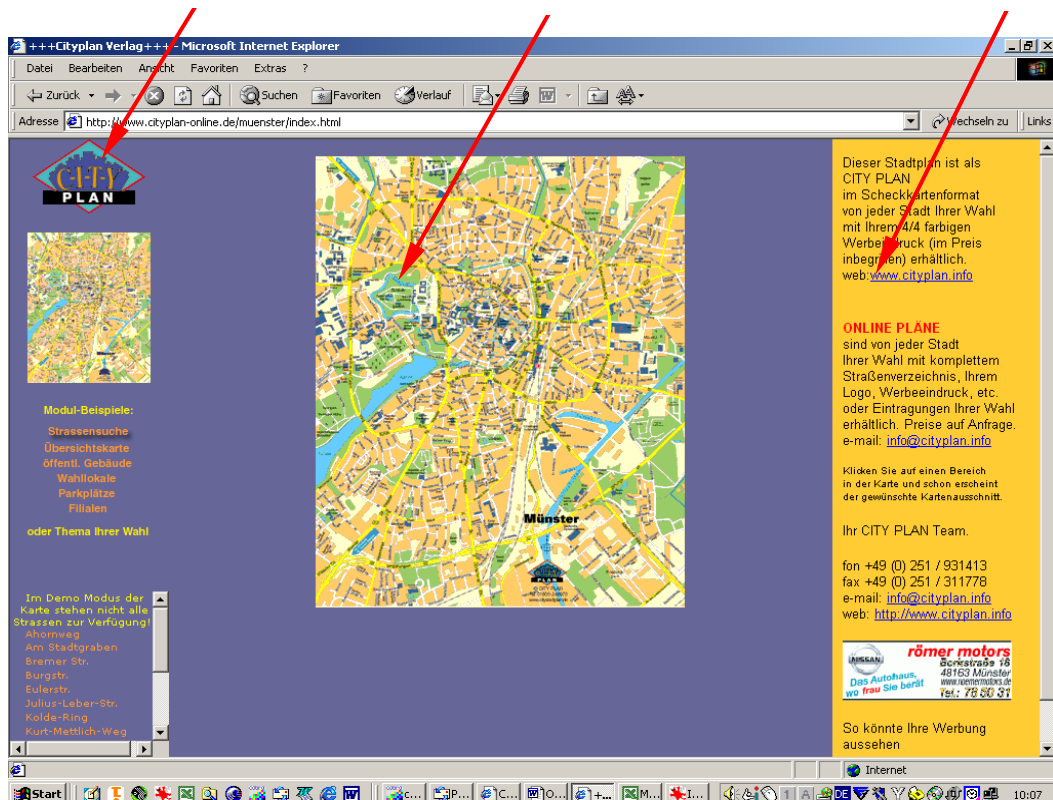 +++Cityplan Verlag+++ - Microsoft Internet Explorer
Datei Bearbeiten Ansicht Favoriten Extras ?
Zurück Suchen Favoriten Verlauf
Adresse http://www.cityplan-online.de/muenster/index.html Wechseln zu Links
C-I-T-Y
PLAN
Modul-Beispiele:
Strassensuche
Übersichtskarte
öffentl. Gebäude
Wahllokale
Parkplätze
Filialen
oder Thema Ihrer Wahl
Im Demo Modus der
Karte stehen nicht alle
Strassen zur Verfügung!
Ahornweg
Am Stadtgraben
Bremer Str.
Burgstr.
Eulerstr.
Julius-Leber-Str.
Kolde-Ring
Kurt-Mettlich-Weg
Münster
PLAN
Dieser Stadtplan ist als
CITY PLAN
im Scheckkartenformat
von jeder Stadt Ihrer Wahl
mit Ihrem 4/4 farbigen
Werbeeindruck (im Preis
inbegriffen) erhältlich.
web:www.cityplan.info
ONLINE PLÄNE
sind von jeder Stadt
Ihrer Wahl mit komplettem
Straßenverzeichnis, Ihrem
Logo, Werbeeindruck, etc.
oder Eintragungen Ihrer Wahl
erhältlich. Preise auf Anfrage.
e-mail: info@cityplan.info
Klicken Sie auf einen Bereich
in der Karte und schon erscheint
der gewünschte Kartenausschnitt.
Ihr CITY PLAN Team.
fon +49 (0) 251 / 931413
fax +49 (0) 251 / 311778
e-mail: info@cityplan.info
web: http://www.cityplan.info
römer motors
NISSAN
Borkstraße 18
48163 Münster
www.roemermotors.de
Tel.: 78 50 31
Das Autohaus,
wo frau Sie berät
So könnte Ihre Werbung
aussehen
Internet
Start c... P... C... O... +... M... I... 1 A DE 10:07